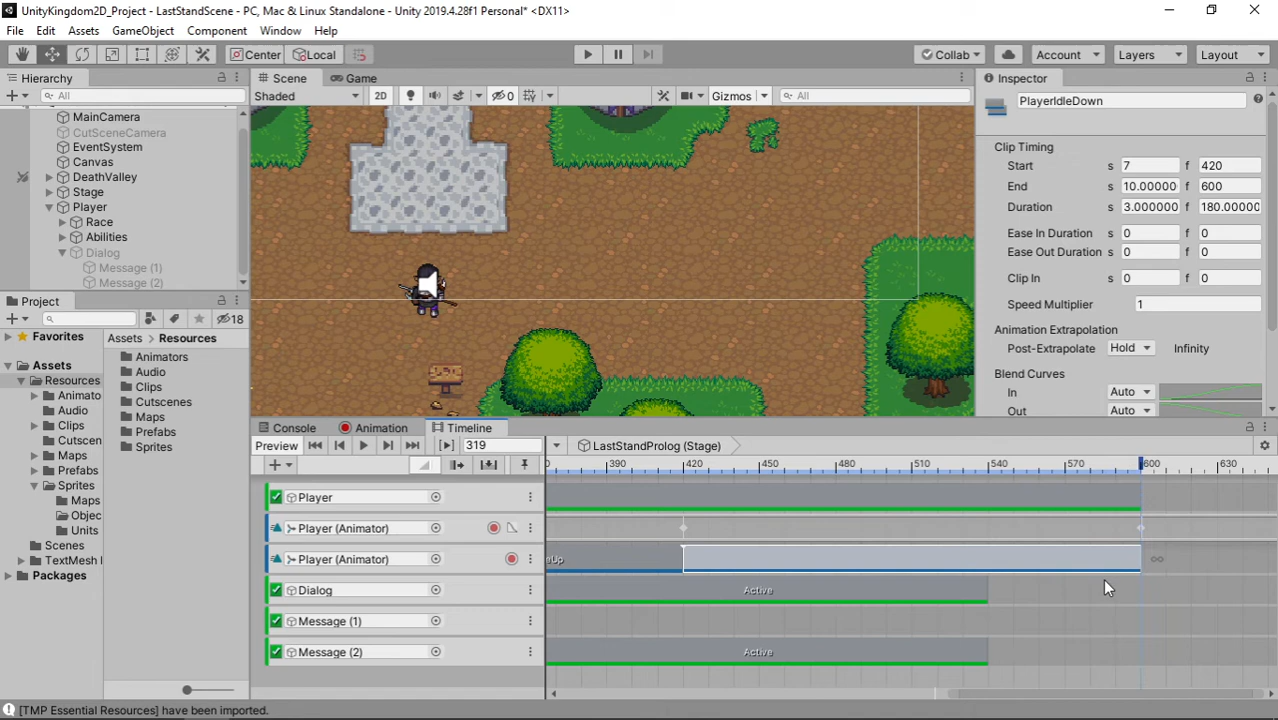 UnityKingdom2D_Project - LastStandScene - PC, Mac & Linux Standalone - Unity 2019.4.28f1 Personal* <DX11>
File Edit Assets GameObject Component Window Help
Center Local Collab Account Layers Layout
Hierarchy Scene Game Inspector
All Shaded 2D 0 Gizmos All PlayerIdleDown
MainCamera
CutSceneCamera
EventSystem
Canvas
DeathValley
Stage
Player
Race
Abilities
Dialog
Message (1)
Message (2)
Clip Timing
Start s 7 f 420
End s 10.00000 f 600
Duration s 3.000000 f 180.00000
Ease In Duration s 0 f 0
Ease Out Duration s 0 f 0
Clip In s 0 f 0
Speed Multiplier 1
Animation Extrapolation
Post-Extrapolate Hold Infinity
Blend Curves
In Auto
Out Auto
Project
18
Favorites
Assets
Resources
Animato
Audio
Clips
Cutscen
Maps
Prefabs
Sprites
Maps
Objec
Units
Scenes
TextMesh
Packages
Assets Resources
Animators
Audio
Clips
Cutscenes
Maps
Prefabs
Sprites
Console Animation Timeline
Preview 319 LastStandProlog (Stage)
390 420 450 480 510 540 570 600 630
Player
Player (Animator)
Player (Animator) eUp
Dialog Active
Message (1)
Message (2) Active
[TMP Essential Resources] have been imported.